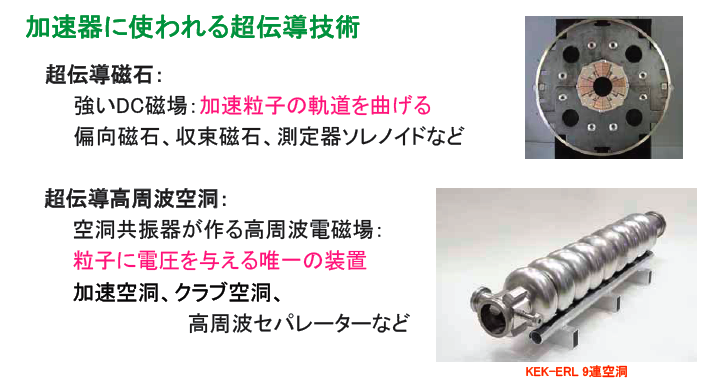 加速器に使われる超伝導技術
超伝導磁石：
強いDC磁場：加速粒子の軌道を曲げる
偏向磁石、収束磁石、測定器ソレノイドなど
超伝導高周波空洞：
空洞共振器が作る高周波電磁場：
粒子に電圧を与える唯一の装置
加速空洞、クラブ空洞、
高周波セパレーターなど
KEK-ERL 9連空洞